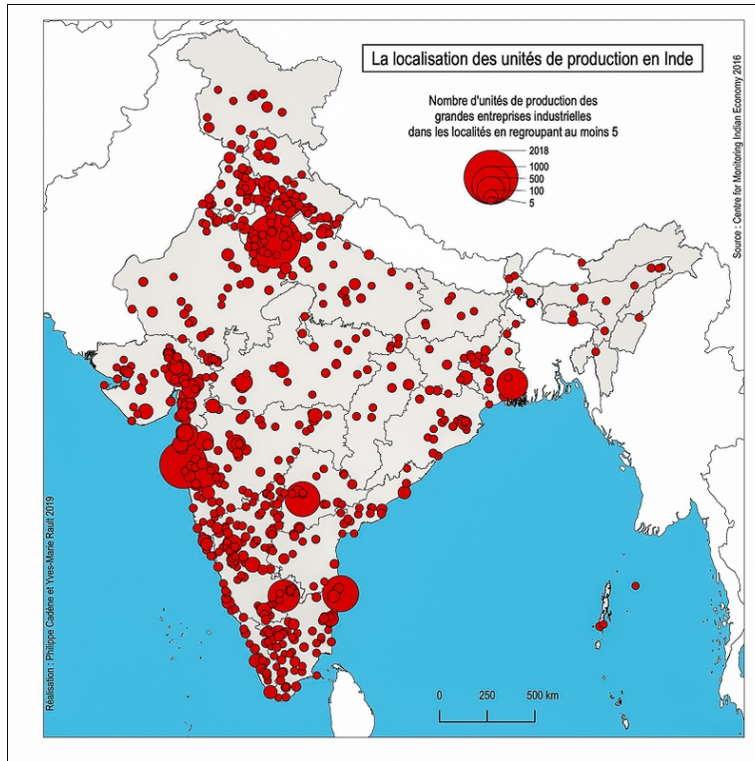 La localisation des unités de production en Inde
Nombre d'unités de production des
grandes entreprises industrielles
dans les localités en regroupant au moins 5
2018
1000
500
100
5
Source : Centre for Monitoring Indian Economy 2016
Réalisation : Philippe Cadène et Yves-Marie Rault 2019
0 250 500 km